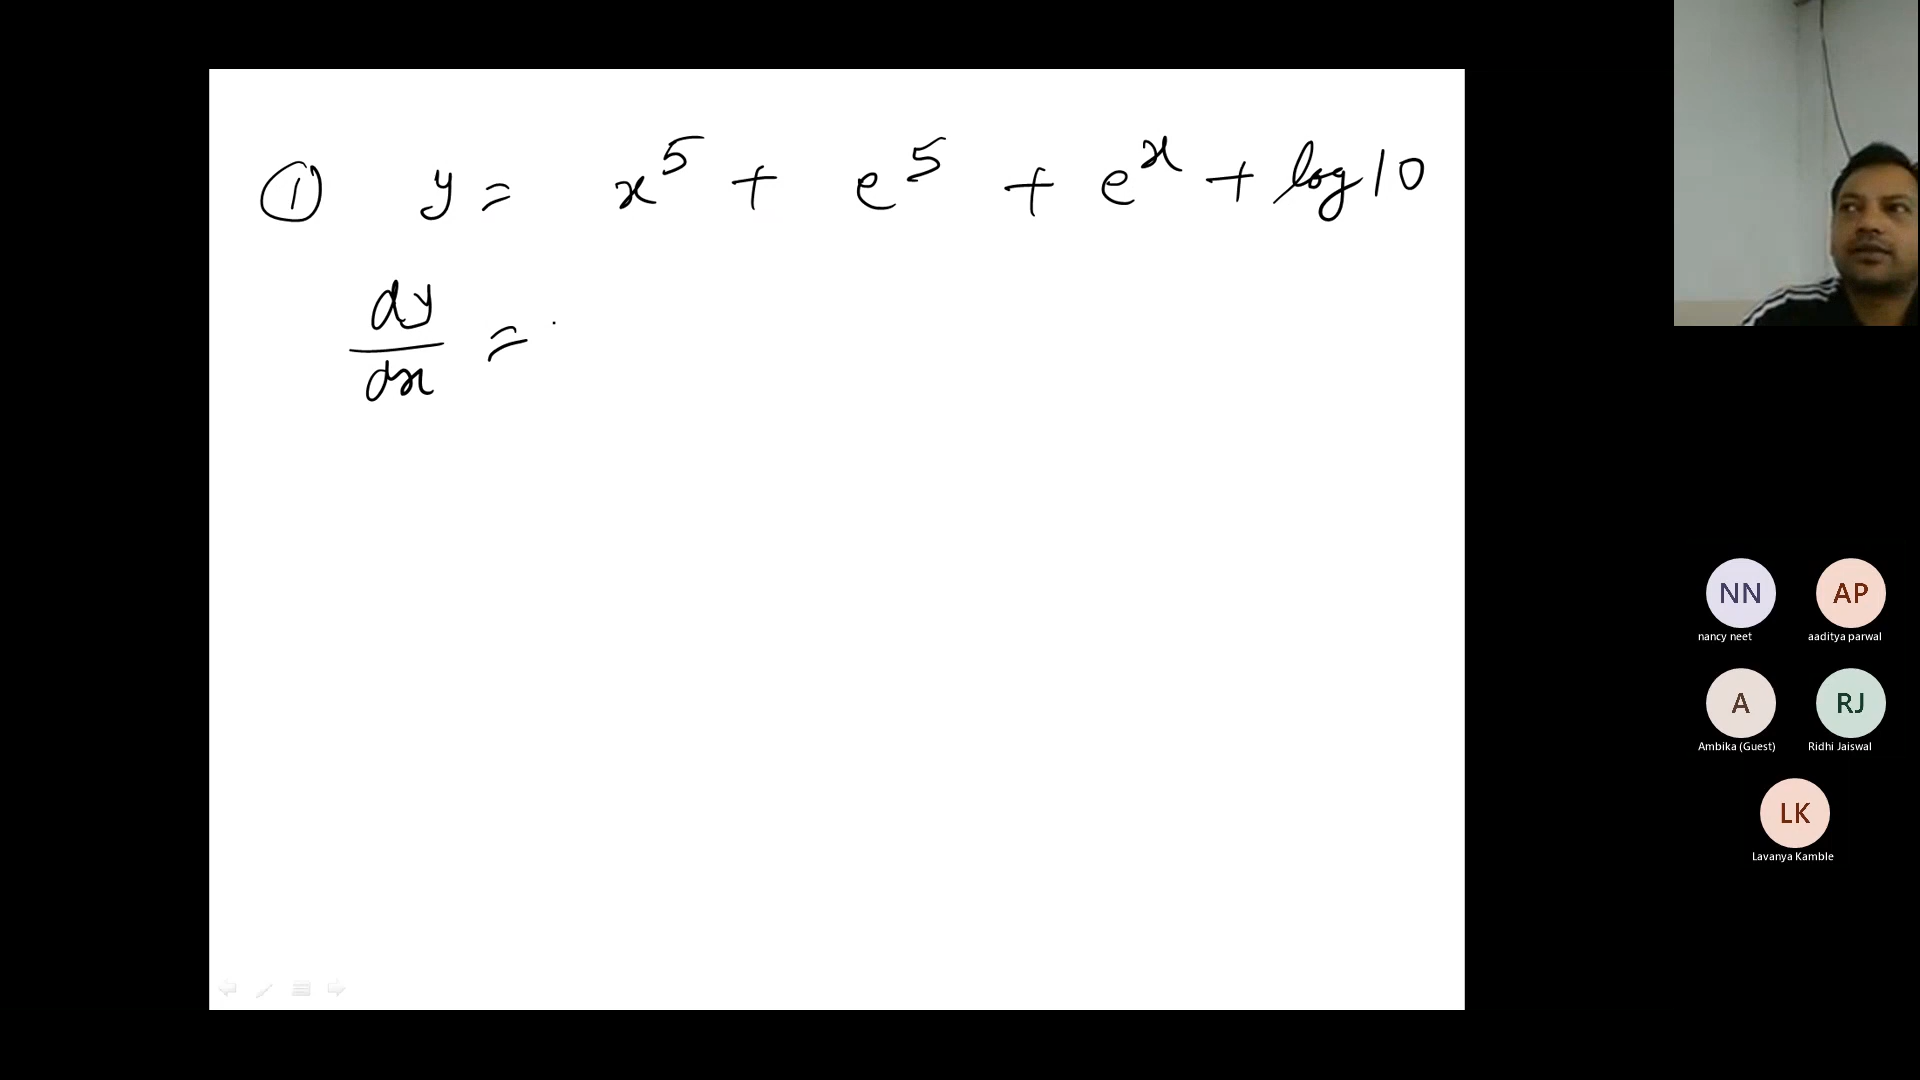 ① y = x⁵ + e⁵ + eˣ + log10
dy/dx =
NN AP
nancy neet aaditya parwal
A RJ
Ambika (Guest) Ridhi Jaiswal
LK
Lavanya Kamble